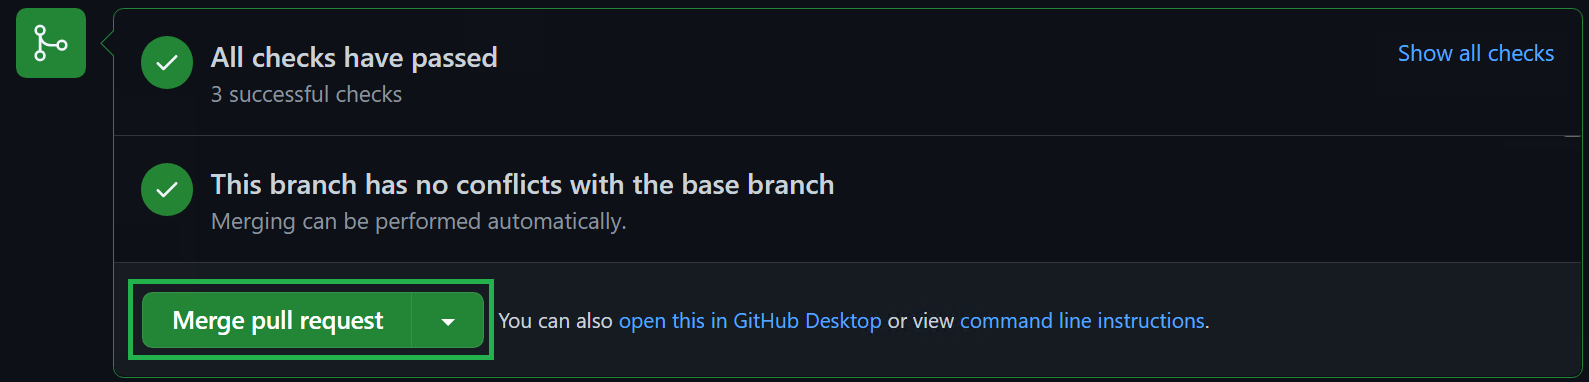 All checks have passed
Show all checks
3 successful checks
This branch has no conflicts with the base branch
Merging can be performed automatically.
Merge pull request You can also open this in GitHub Desktop or view command line instructions.